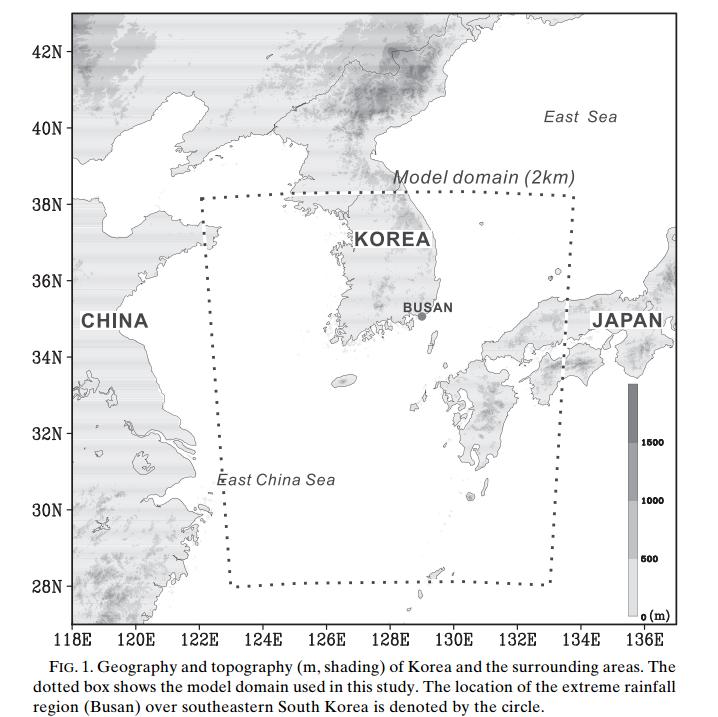 42N
East Sea
40N
Model domain (2km)
38N
KOREA
36N
BUSAN
CHINA
JAPAN
34N
1500
32N
East China Sea
1000
30N
500
28N
0 (m)
118E 120E 122E 124E 126E 128E 130E 132E 134E 136E
FIG. 1. Geography and topography (m, shading) of Korea and the surrounding areas. The
dotted box shows the model domain used in this study. The location of the extreme rainfall
region (Busan) over southeastern South Korea is denoted by the circle.